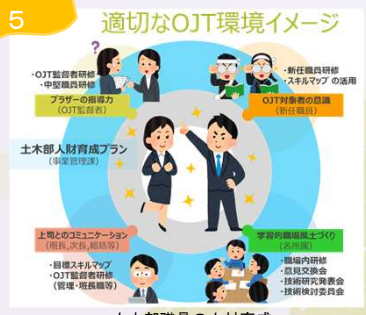 5
適切なOJT環境イメージ
?
・OJT監督者研修
・中堅職員研修
・新任職員研修
・スキルマップの活用
ブラザーの指導力
(OJT監督者)
OJT対象者の意識
(新任職員)
土木部人財育成プラン
(事業管理課)
上司とのコミュニケーション
(班長,次長,総括等)
学習的職場風土づくり
(各所属)
・目標スキルマップ
・OJT監督者研修
(管理・班長職等)
・職場内研修
・意見交換会
・技術研究発表会
・技術検討委員会